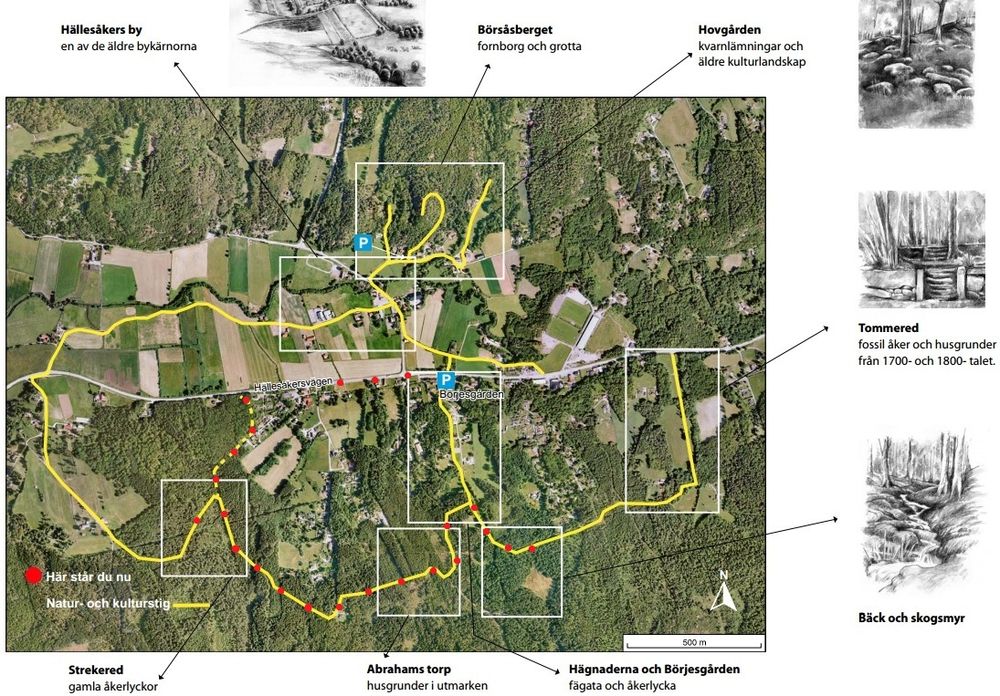 Hällesåkers by
en av de äldre bykärnorna
Börsåsberget
fornborg och grotta
Hovgården
kvarnlämningar och
äldre kulturlandskap
P
Tommered
fossil åker och husgrunder
från 1700- och 1800- talet.
P
Hällesåkersvägen
Börjesgården
Här står du nu
Natur- och kulturstig
N
500 m
Bäck och skogsmyr
Strekered
gamla åkerlyckor
Abrahams torp
husgrunder i utmarken
Hägnaderna och Börjesgården
fägata och åkerlycka